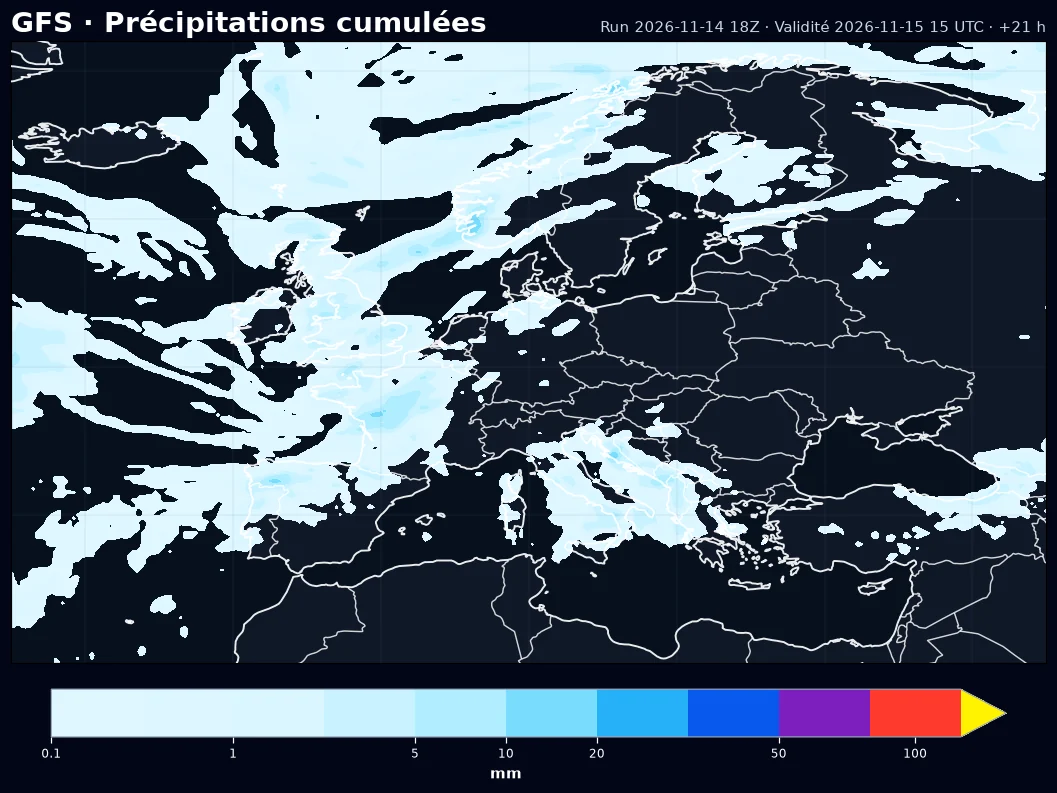 GFS · Précipitations cumulées
Run 2026-11-14 18Z · Validité 2026-11-15 15 UTC · +21 h
0.1 1 5 10 20 50 100
mm